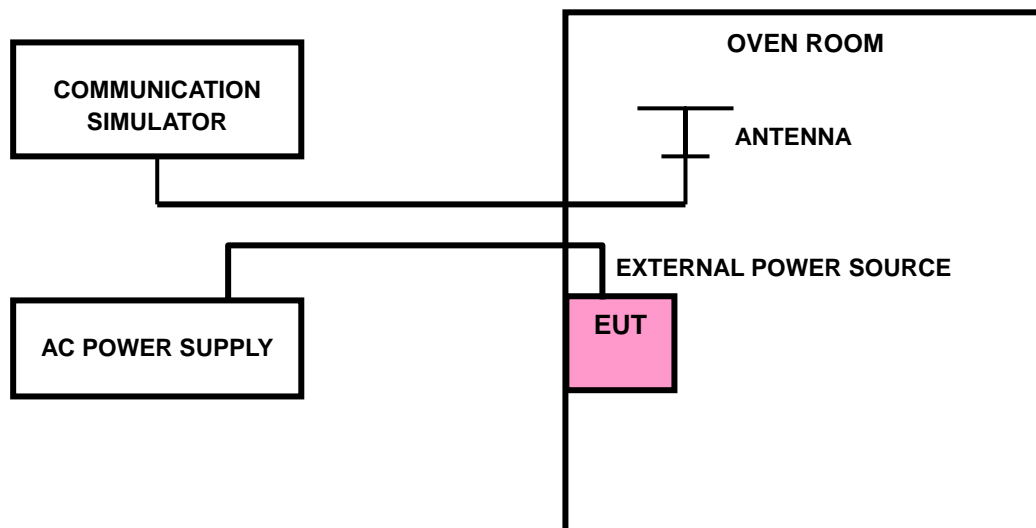 COMMUNICATION
SIMULATOR
OVEN ROOM
ANTENNA
EXTERNAL POWER SOURCE
EUT
AC POWER SUPPLY